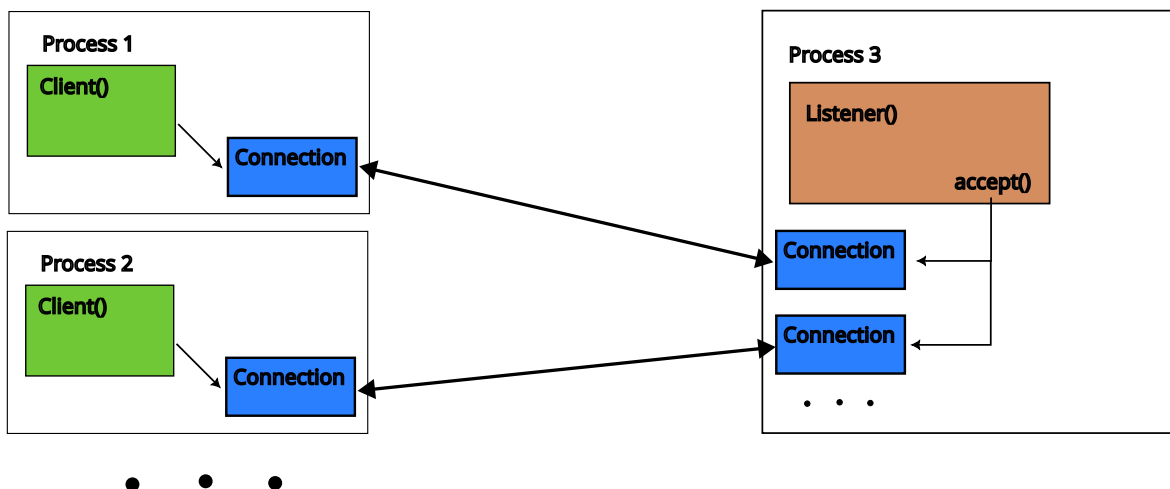 Process 1
Client()
Connection
Process 2
Client()
Connection
Process 3
Listener()
accept()
Connection
Connection
. . .
. . .